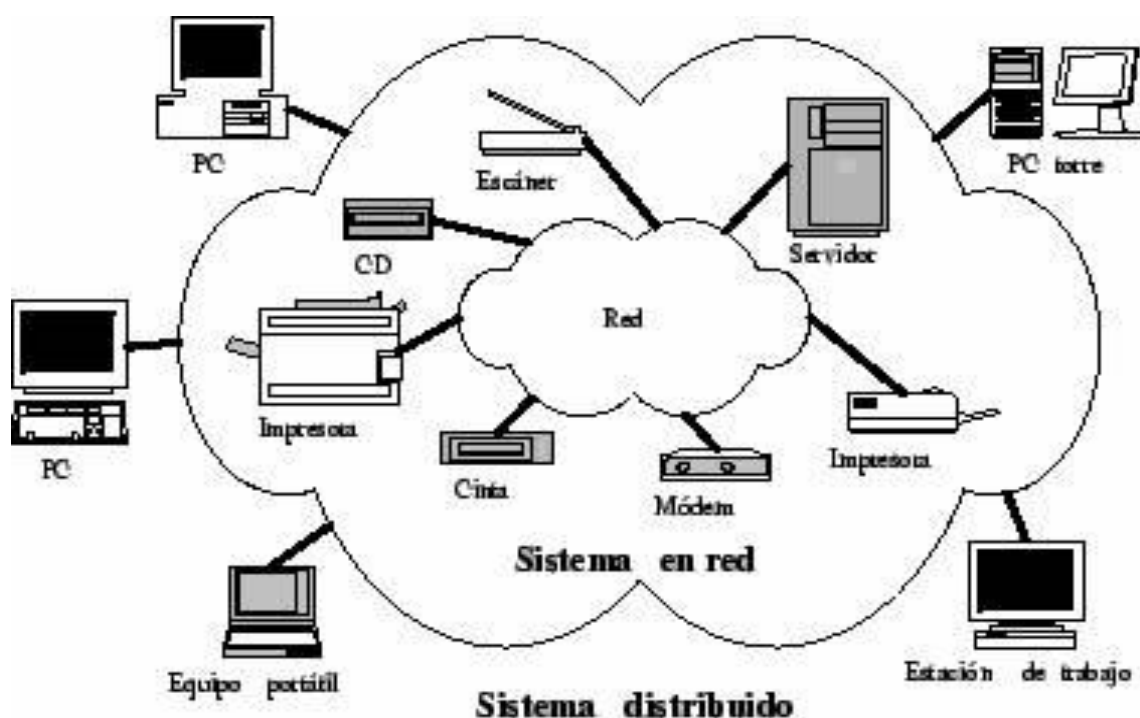 PC
Escáner
PC torre
CD
Servidor
Red
Impresora
PC
Cinta
Módem
Impresora
Sistema en red
Equipo portátil
Estación de trabajo
Sistema distribuido